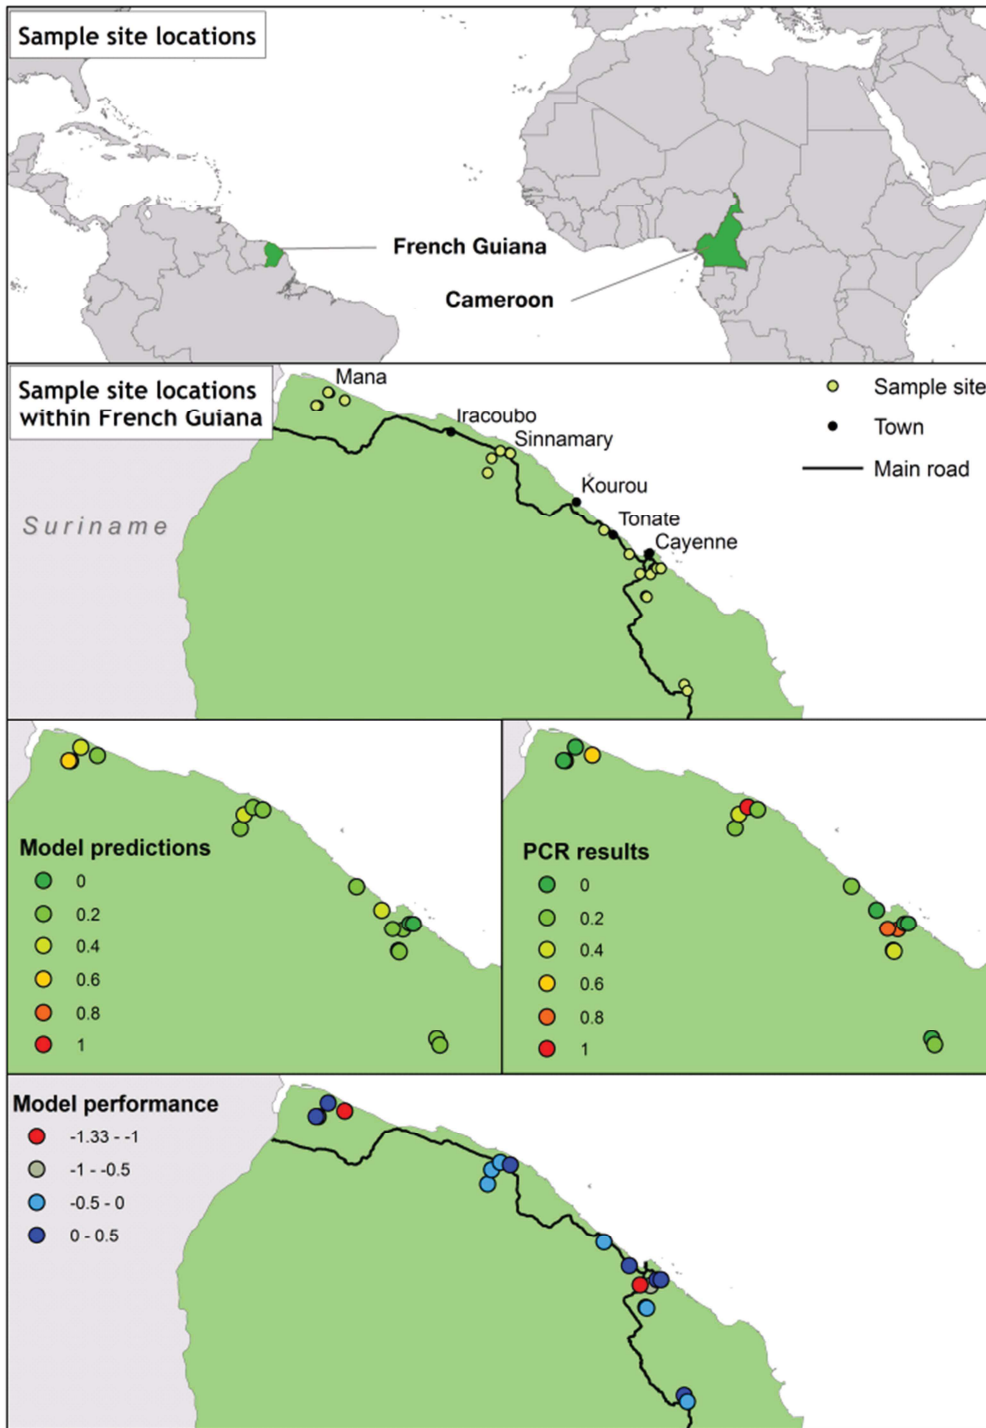 Sample site locations
French Guiana
Cameroon
Sample site locations
within French Guiana
Mana
Iracoubo
Sinnamary
Kourou
Tonate
Cayenne
Suriname
Sample site
Town
Main road
Model predictions
0
0.2
0.4
0.6
0.8
1
PCR results
0
0.2
0.4
0.6
0.8
1
Model performance
-1.33 - -1
-1 - -0.5
-0.5 - 0
0 - 0.5